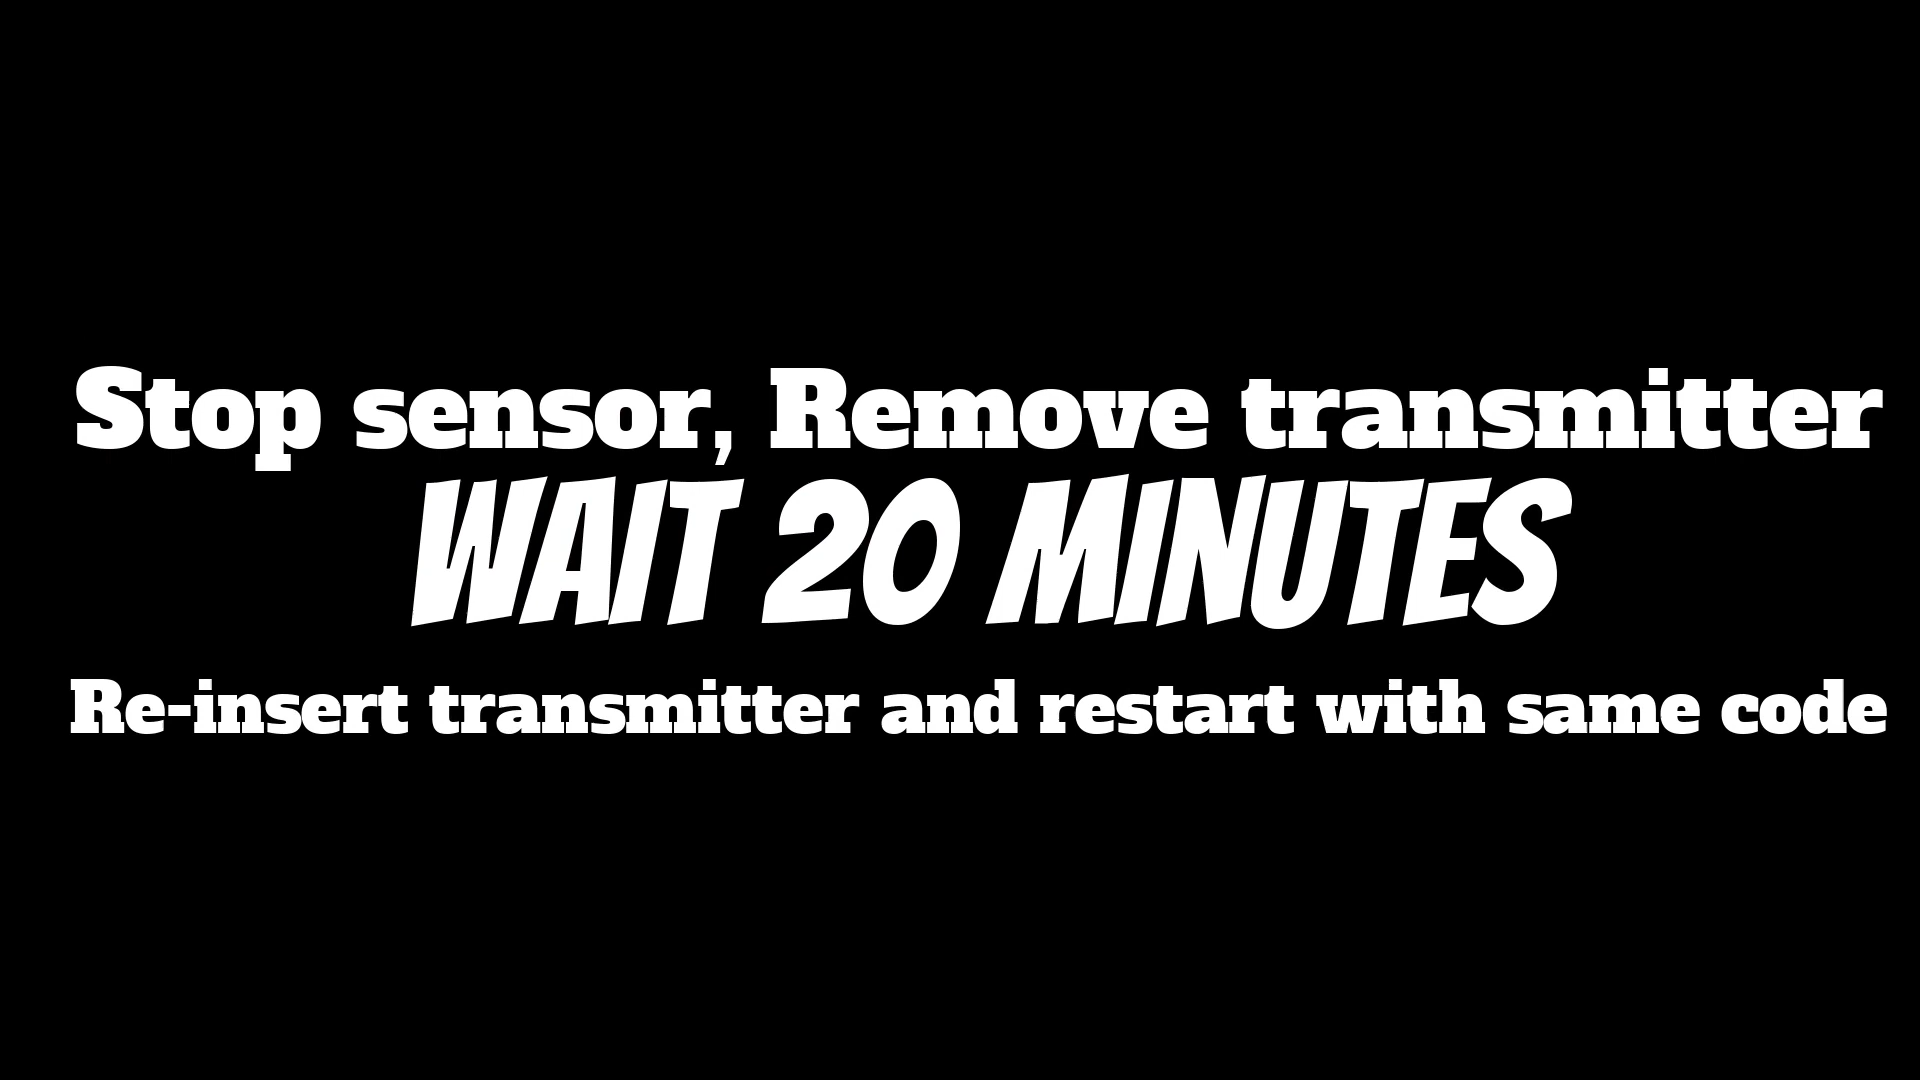 Stop sensor, Remove transmitter
WAIT 20 MINUTES
Re-insert transmitter and restart with same code